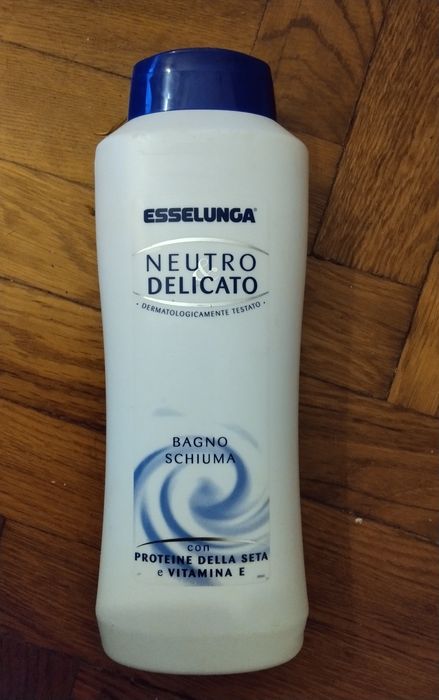 ESSELUNGA®
NEUTRO
&
DELICATO
• DERMATOLOGICAMENTE TESTATO •
BAGNO
SCHIUMA
con
PROTEINE DELLA SETA
e VITAMINA E